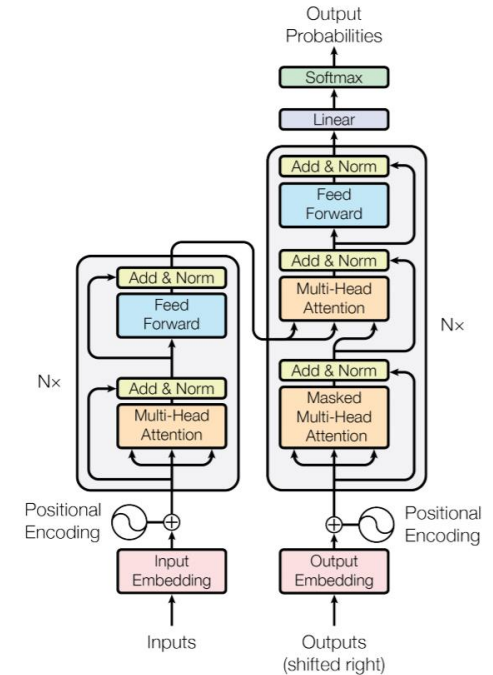 Output
Probabilities
Softmax
Linear
Add & Norm
Feed
Forward
Add & Norm
Multi-Head
Attention
Nx
Add & Norm
Masked
Multi-Head
Attention
Add & Norm
Feed
Forward
Nx
Add & Norm
Multi-Head
Attention
Positional
Encoding
Positional
Encoding
Input
Embedding
Output
Embedding
Inputs
Outputs
(shifted right)